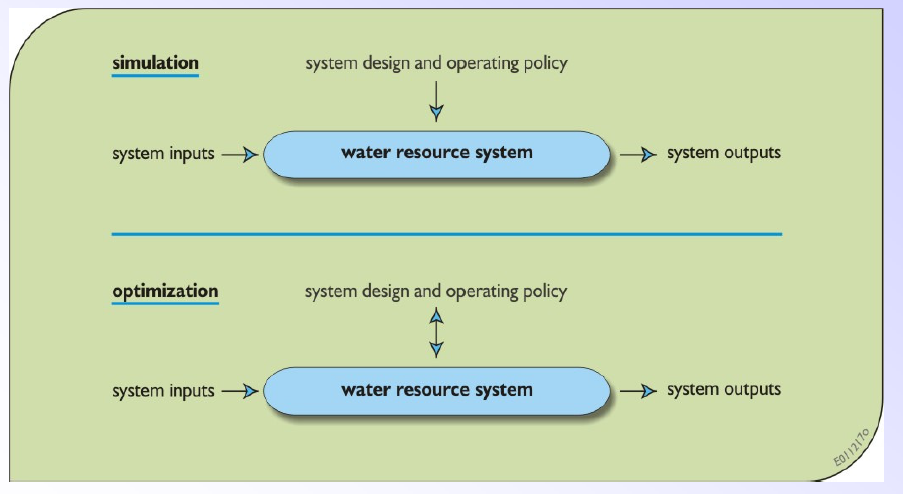 simulation
system design and operating policy
system inputs
water resource system
system outputs
optimization
system design and operating policy
system inputs
water resource system
system outputs
E011217o